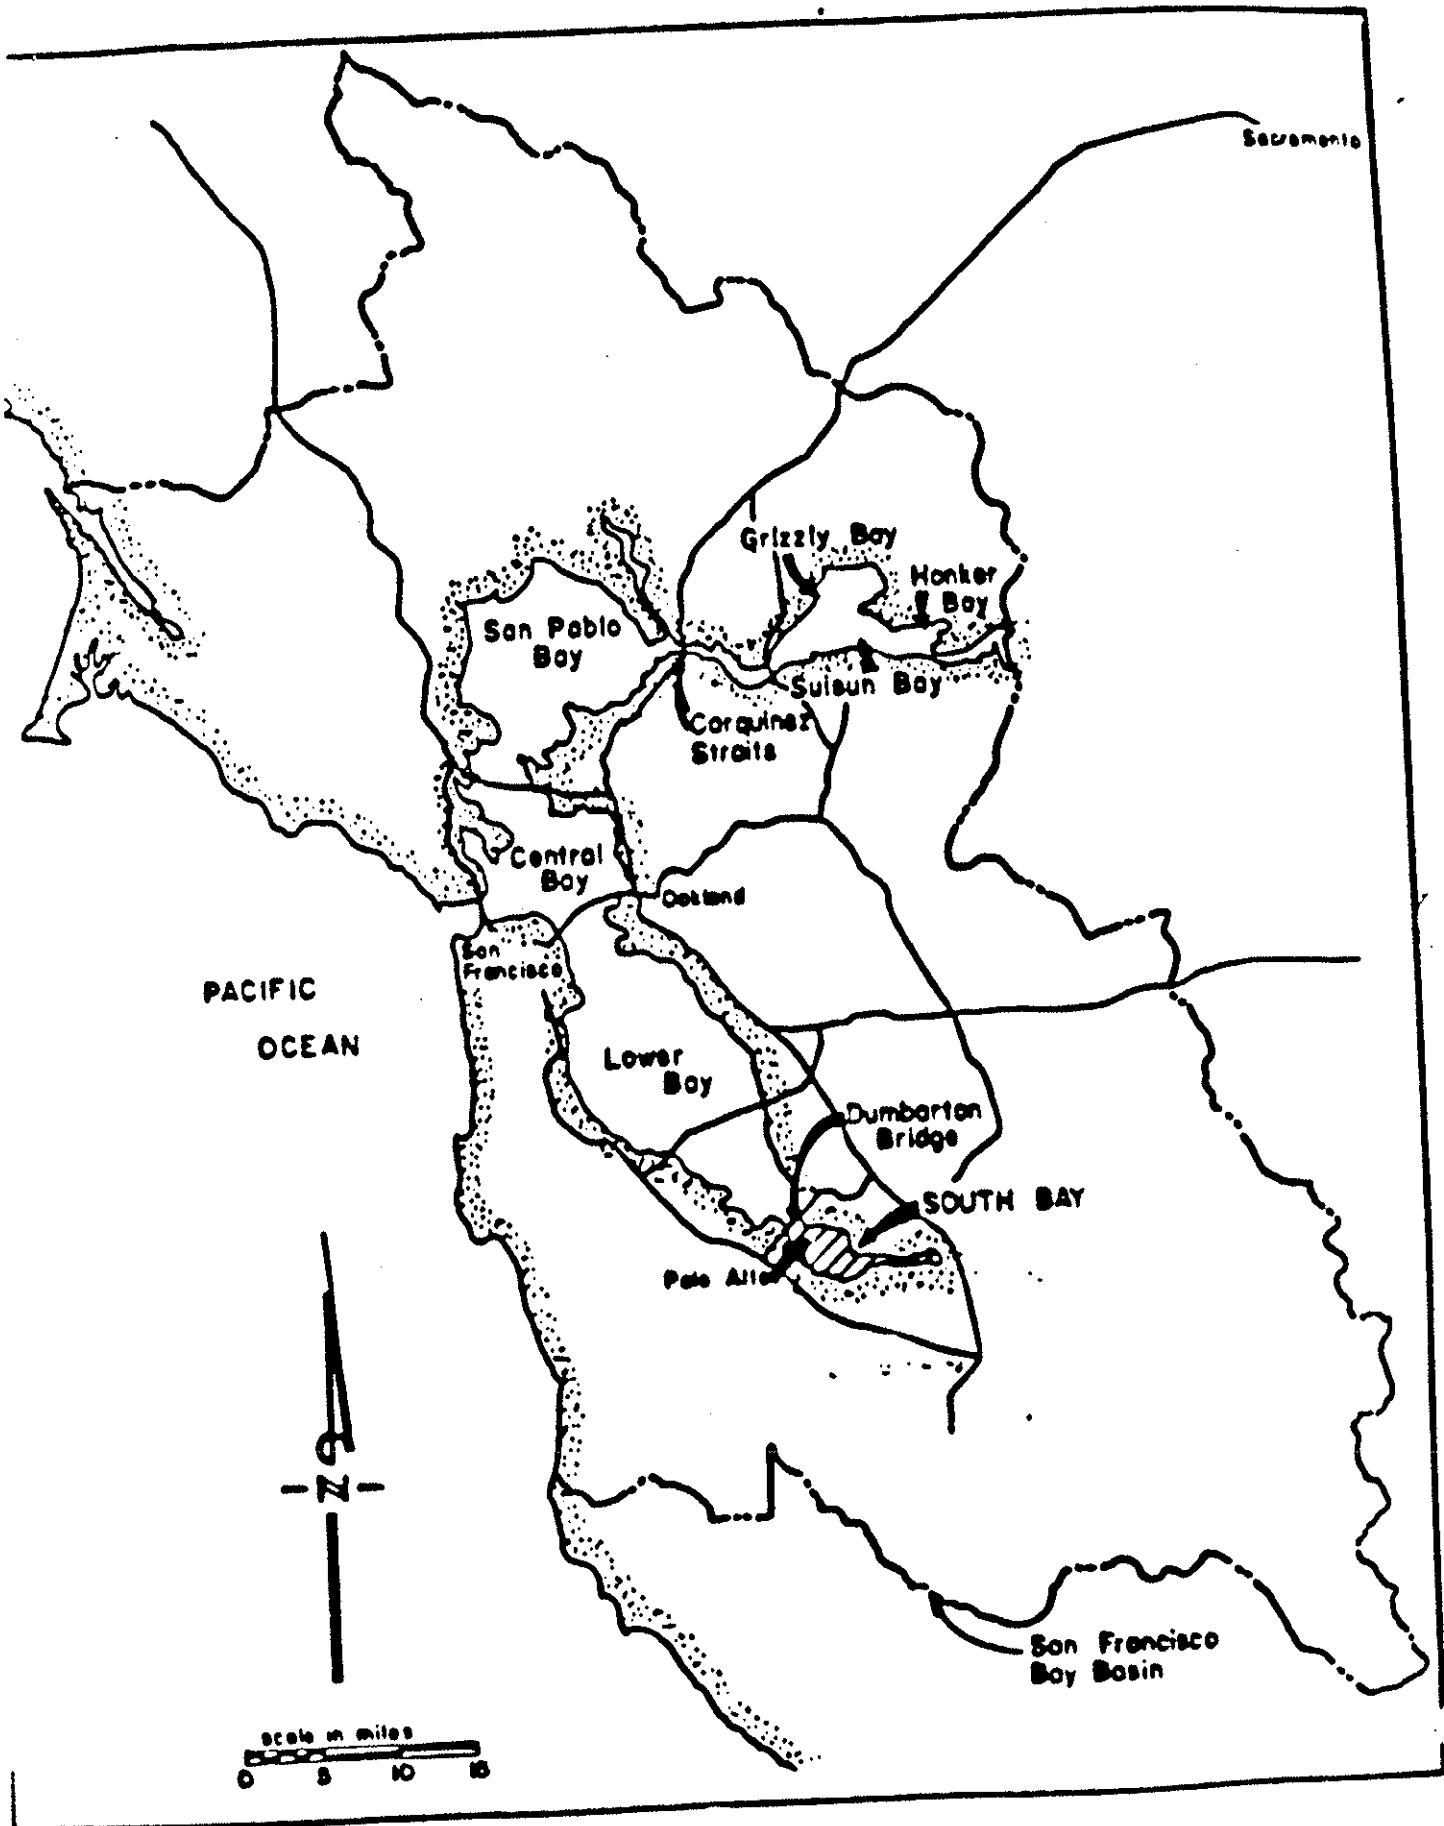 Sacramento
Grizzly Bay
Honker
Bay
San Pablo
Bay
Suisun Bay
Carquinez
Straits
Central
Bay
Oakland
San
Francisco
PACIFIC
OCEAN
Lower
Bay
Dumbarton
Bridge
SOUTH BAY
Palo Alto
N
San Francisco
Bay Basin
scale in miles
0 5 10 15